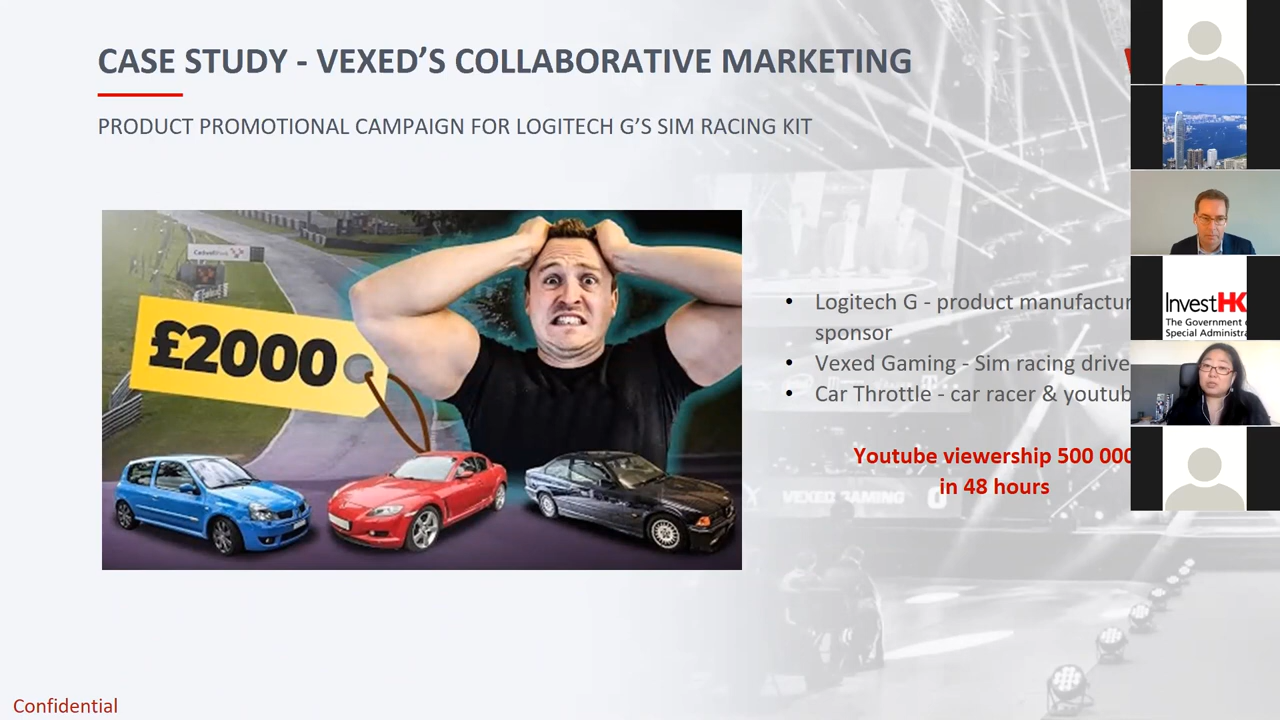 CASE STUDY - VEXED'S COLLABORATIVE MARKETING
PRODUCT PROMOTIONAL CAMPAIGN FOR LOGITECH G'S SIM RACING KIT
£2000
• Logitech G - product manufactur
sponsor
• Vexed Gaming - Sim racing drive
• Car Throttle - car racer & youtub
Youtube viewership 500 000
in 48 hours
VEXED GAMING
InvestHK
The Government
Special Administra
Confidential